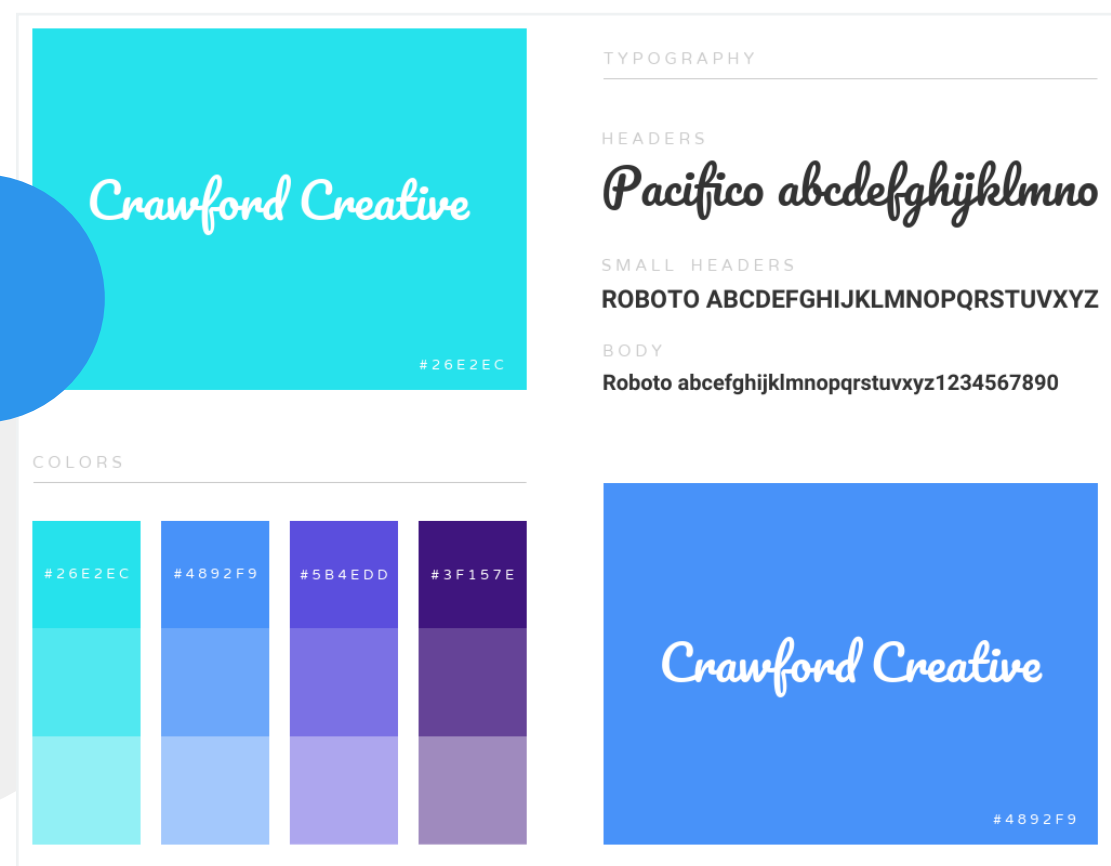 Crawford Creative
#26E2EC
TYPOGRAPHY
HEADERS
Pacifico abcdefghijklmno
SMALL HEADERS
ROBOTO ABCDEFGHIJKLMNOPQRSTUVXYZ
BODY
Roboto abcefghijklmnopqrstuvxyz1234567890
COLORS
#26E2EC
#4892F9
#5B4EDD
#3F157E
Crawford Creative
#4892F9